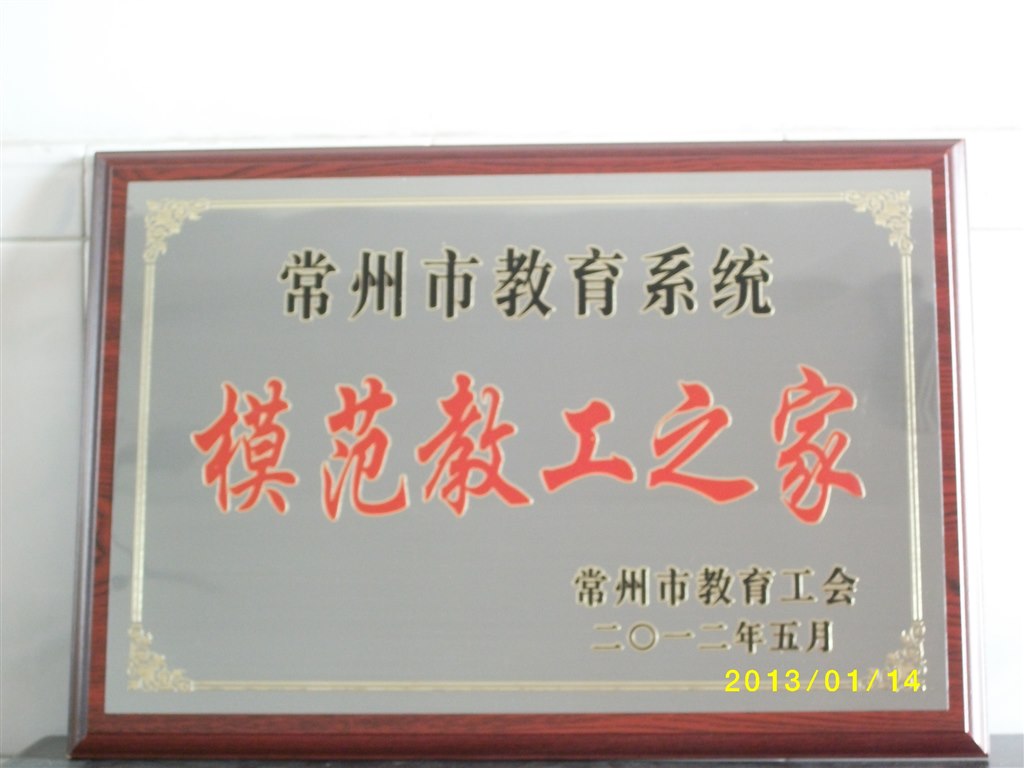 常州市教育系统
模范教工之家
常州市教育工会
二〇一二年五月
2013/01/14